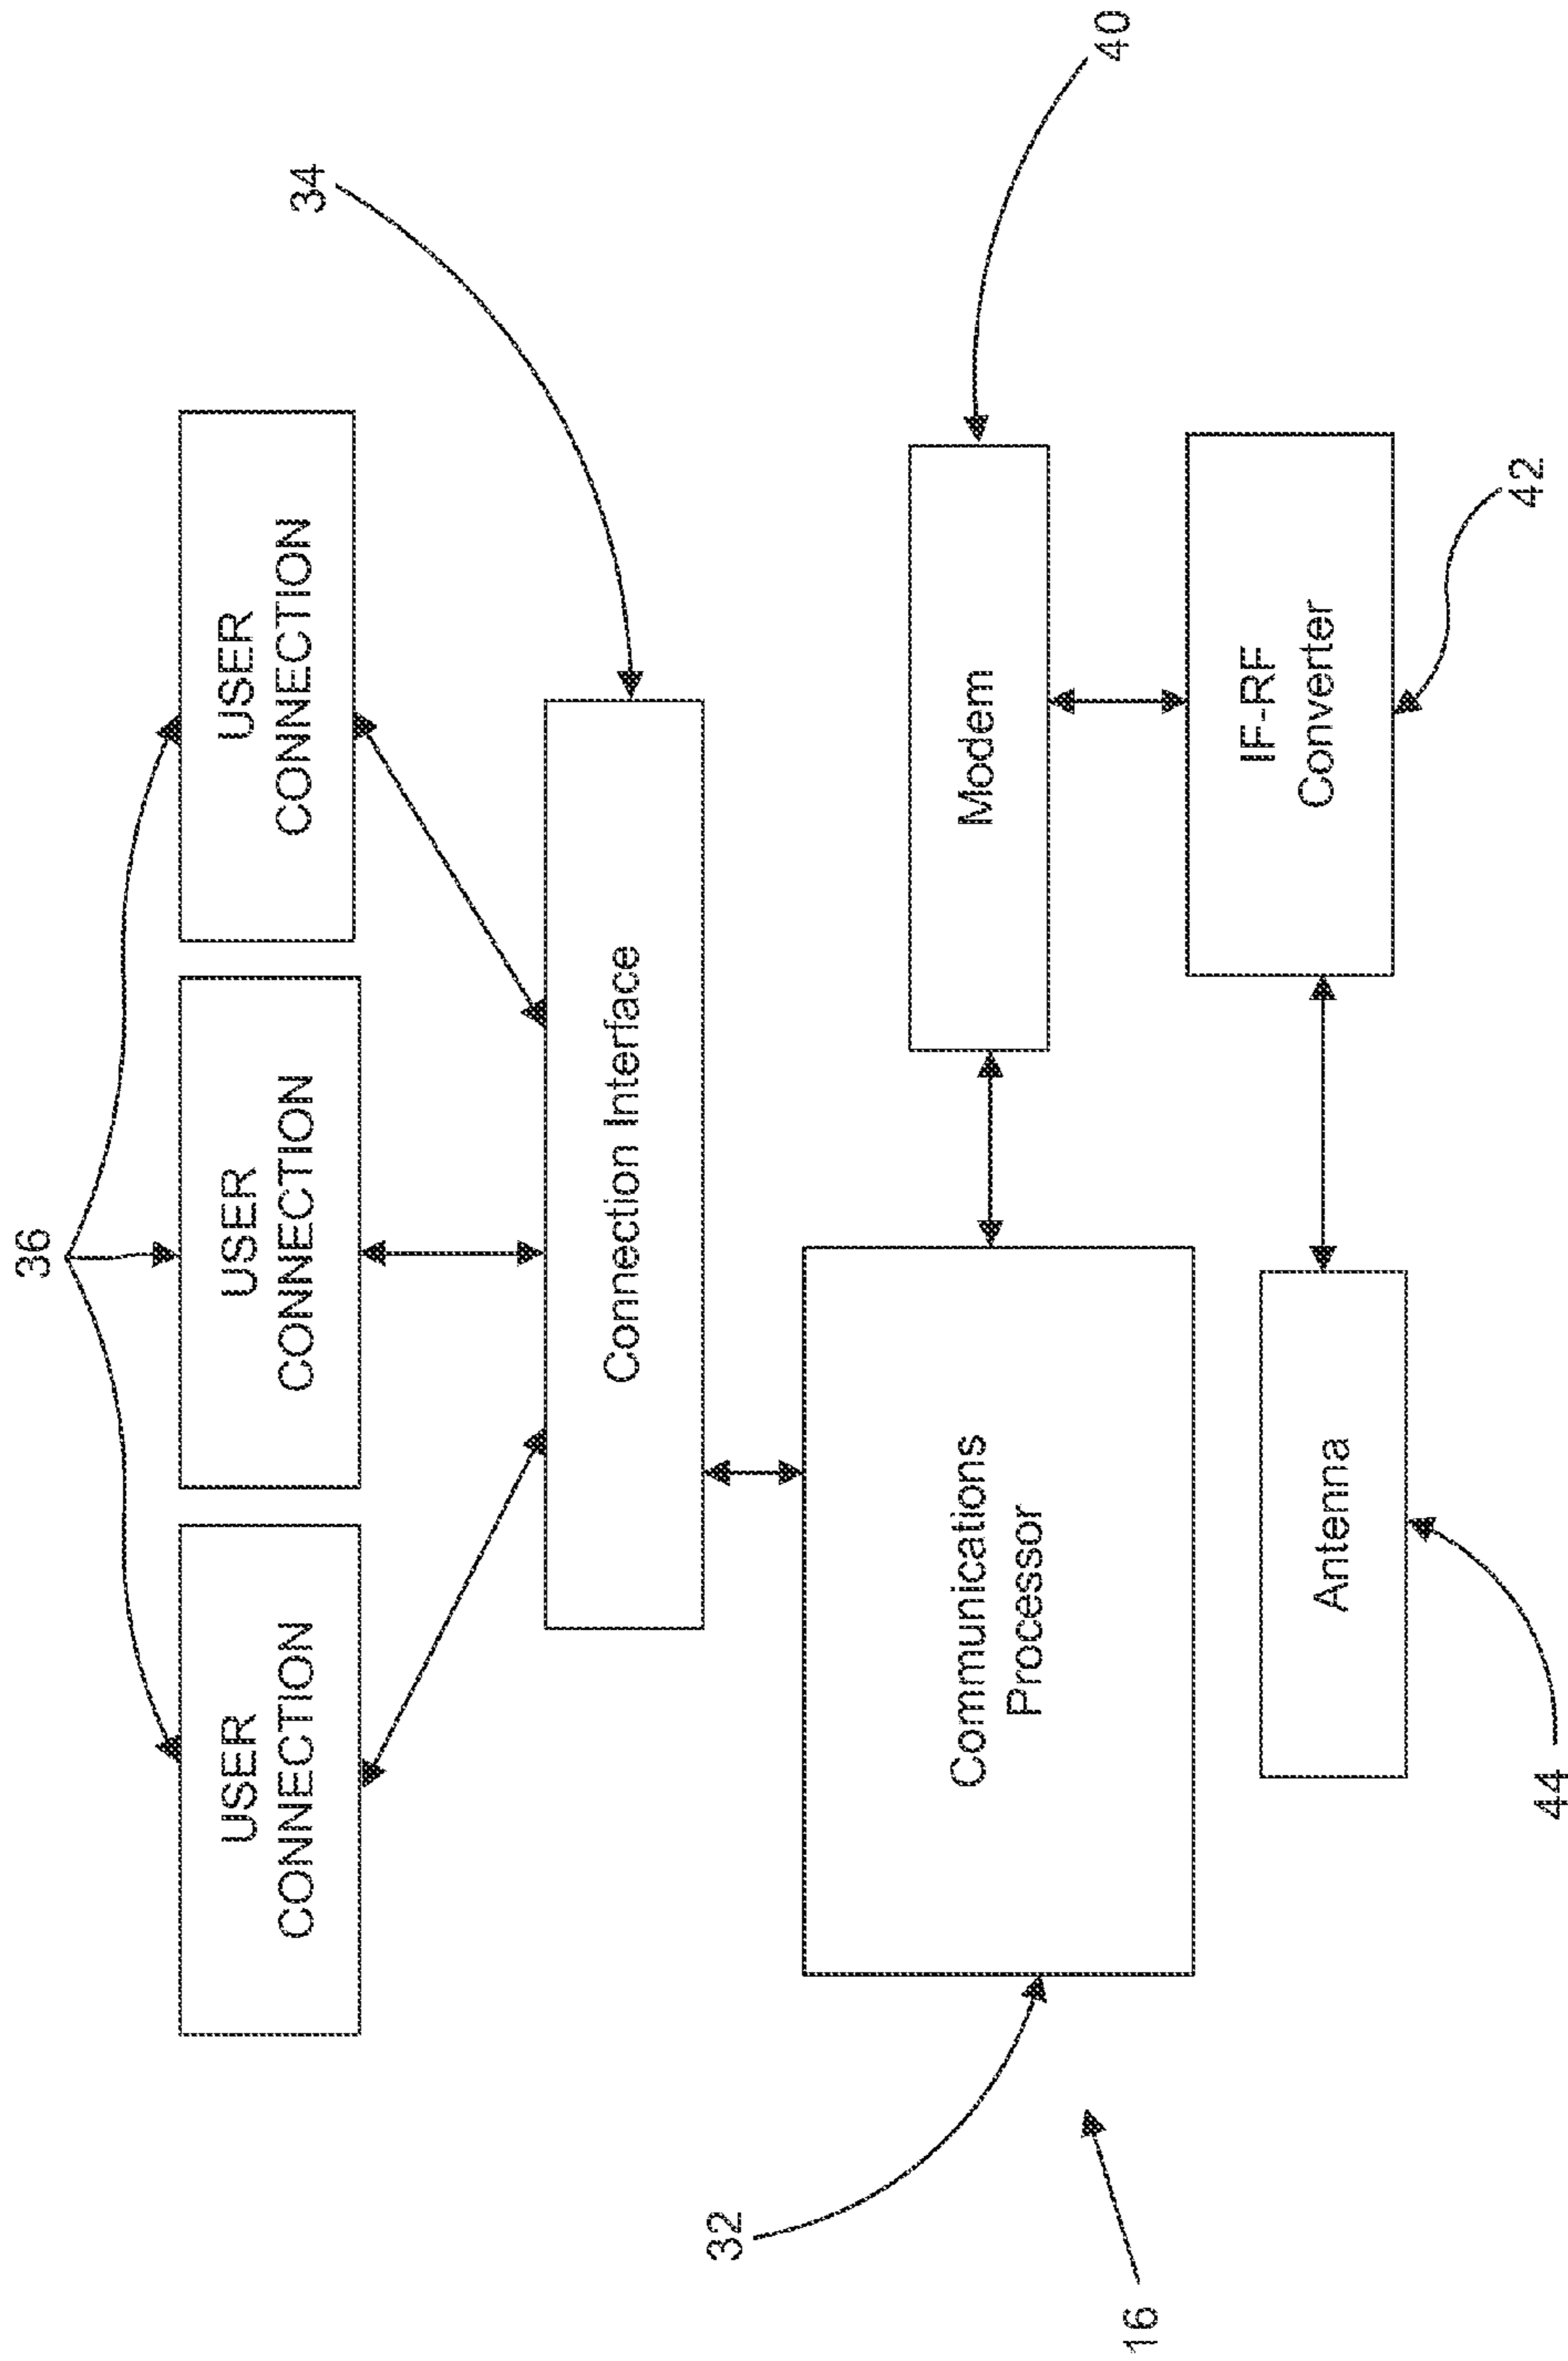 36
USER
CONNECTION
USER
CONNECTION
USER
CONNECTION
34
Connection Interface
32
Communications
Processor
Modem
40
16
Antenna
44
IF-RF
Converter
42